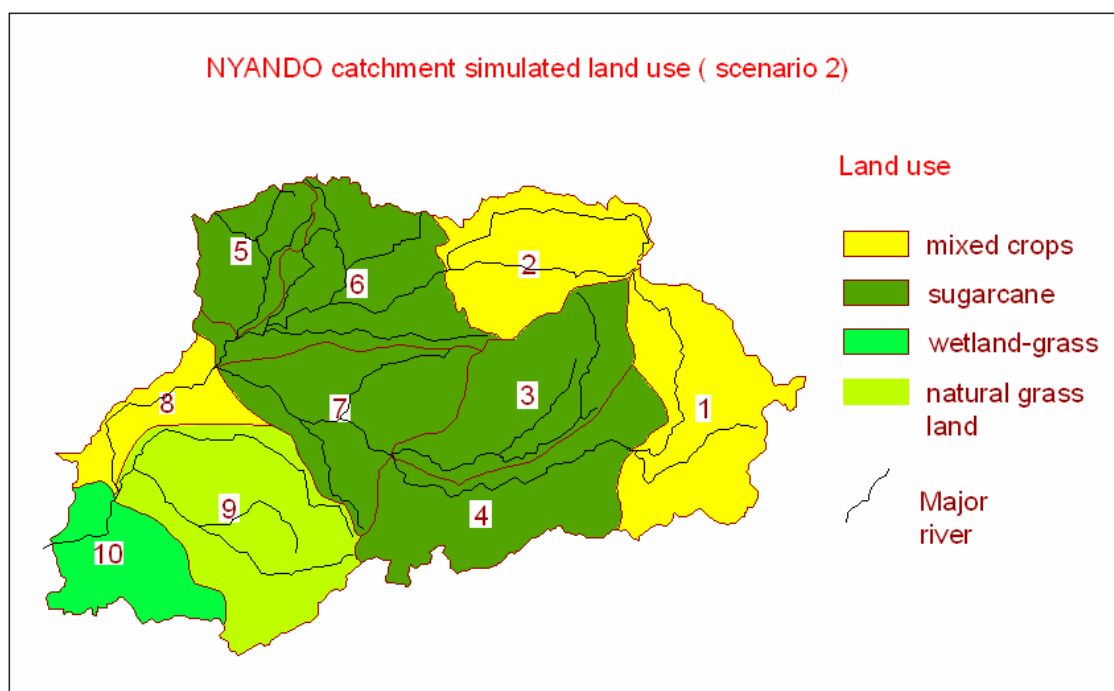 NYANDO catchment simulated land use ( scenario 2)
Land use
mixed crops
sugarcane
wetland-grass
natural grass
land
Major
river
5
6
2
3
1
7
8
4
9
10